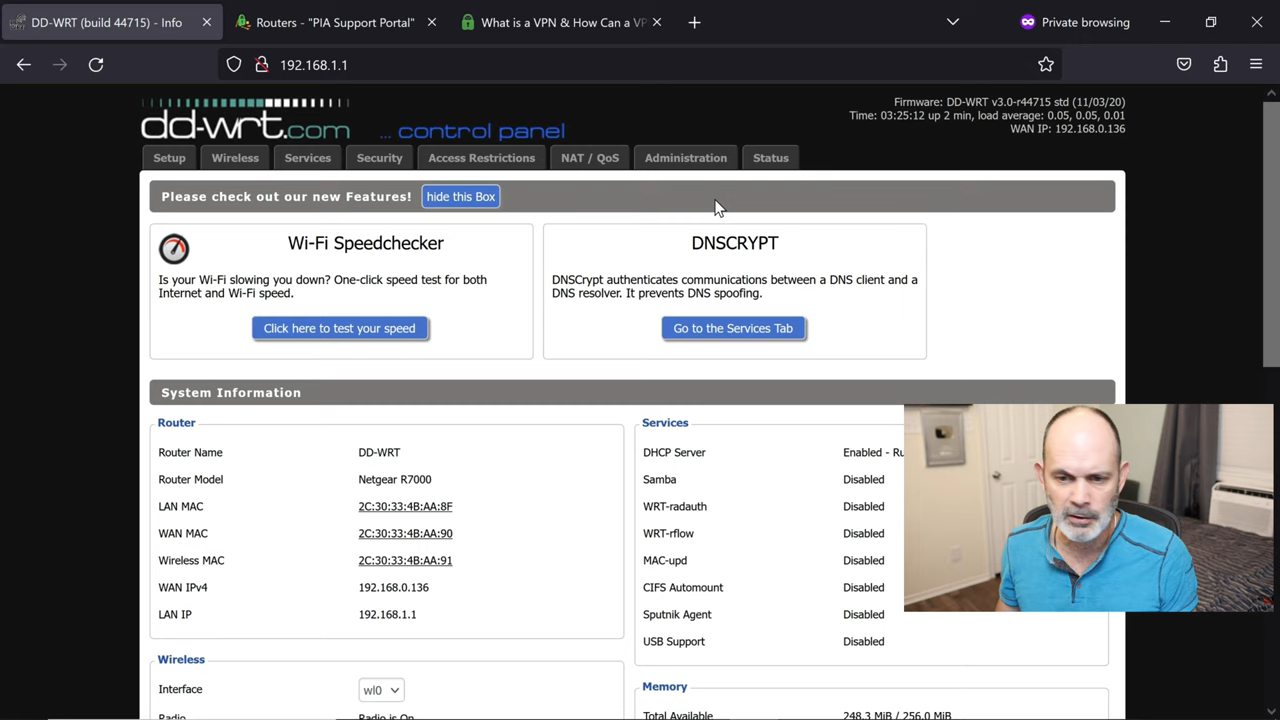 DD-WRT (build 44715) - Info
Routers - "PIA Support Portal"
What is a VPN & How Can a VP
Private browsing
192.168.1.1
dd-wrt.com ... control panel
Firmware: DD-WRT v3.0-r44715 std (11/03/20)
Time: 03:25:12 up 2 min, load average: 0.05, 0.05, 0.01
WAN IP: 192.168.0.136
Setup Wireless Services Security Access Restrictions NAT / QoS Administration Status
Please check out our new Features! hide this Box
Wi-Fi Speedchecker
Is your Wi-Fi slowing you down? One-click speed test for both
Internet and Wi-Fi speed.
Click here to test your speed
DNSCRYPT
DNSCrypt authenticates communications between a DNS client and a
DNS resolver. It prevents DNS spoofing.
Go to the Services Tab
System Information
Router
Router Name DD-WRT
Router Model Netgear R7000
LAN MAC 2C:30:33:4B:AA:8F
WAN MAC 2C:30:33:4B:AA:90
Wireless MAC 2C:30:33:4B:AA:91
WAN IPv4 192.168.0.136
LAN IP 192.168.1.1
Wireless
Interface wl0
Radio Radio is On
Services
DHCP Server Enabled - Ru
Samba Disabled
WRT-radauth Disabled
WRT-rflow Disabled
MAC-upd Disabled
CIFS Automount Disabled
Sputnik Agent Disabled
USB Support Disabled
Memory
Total Available 248.3 MiB / 256.0 MiB